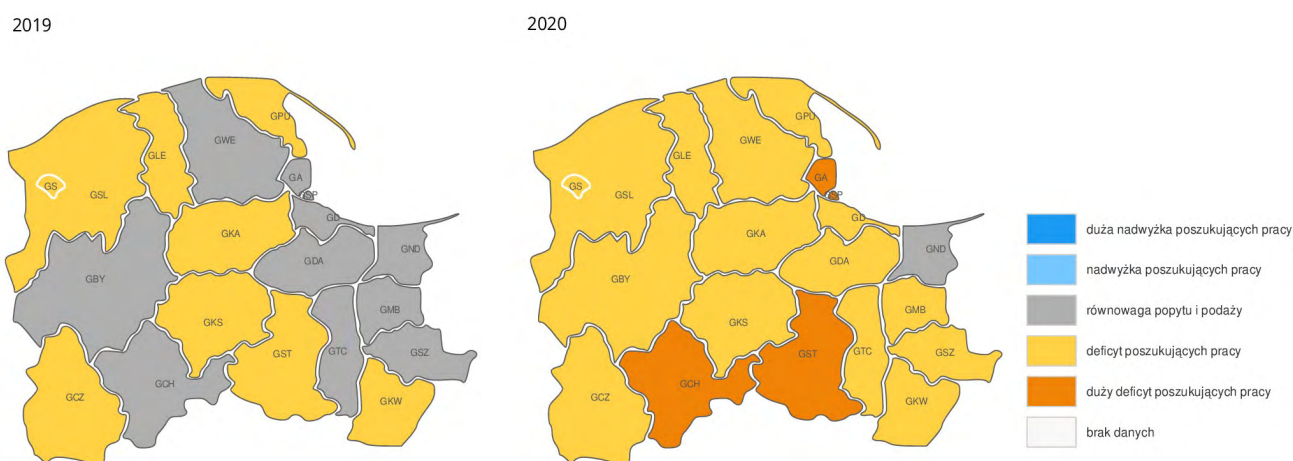 2019
2020
GPU
GWE
GLE
GA
GS
GSL
GSP
GD
GKA
GND
GDA
GBY
GMB
GKS
GST
GTC
GSZ
GCH
GCZ
GKW
GPU
GWE
GLE
GA
GS
GSL
GSP
GD
GKA
GND
GDA
GBY
GMB
GKS
GST
GTC
GSZ
GCH
GCZ
GKW
duża nadwyżka poszukujących pracy
nadwyżka poszukujących pracy
równowaga popytu i podaży
deficyt poszukujących pracy
duży deficyt poszukujących pracy
brak danych